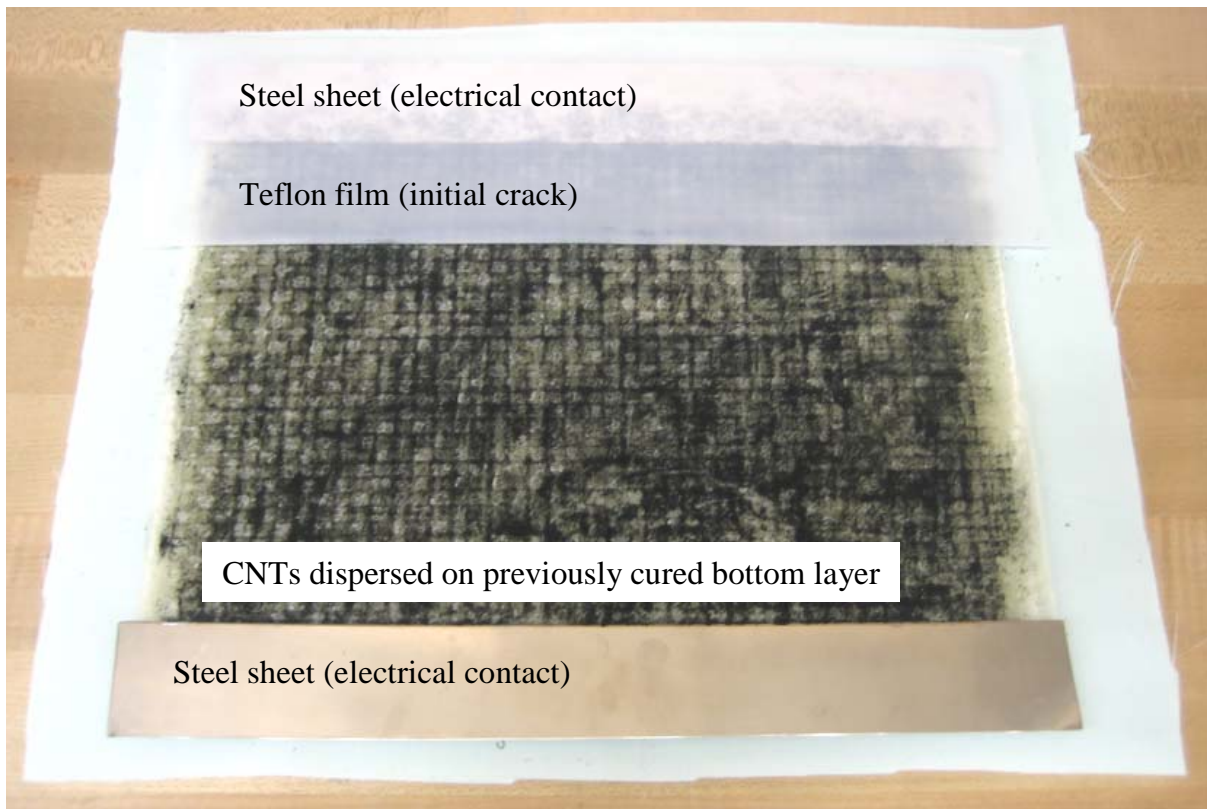 Steel sheet (electrical contact)
Teflon film (initial crack)
CNTs dispersed on previously cured bottom layer
Steel sheet (electrical contact)